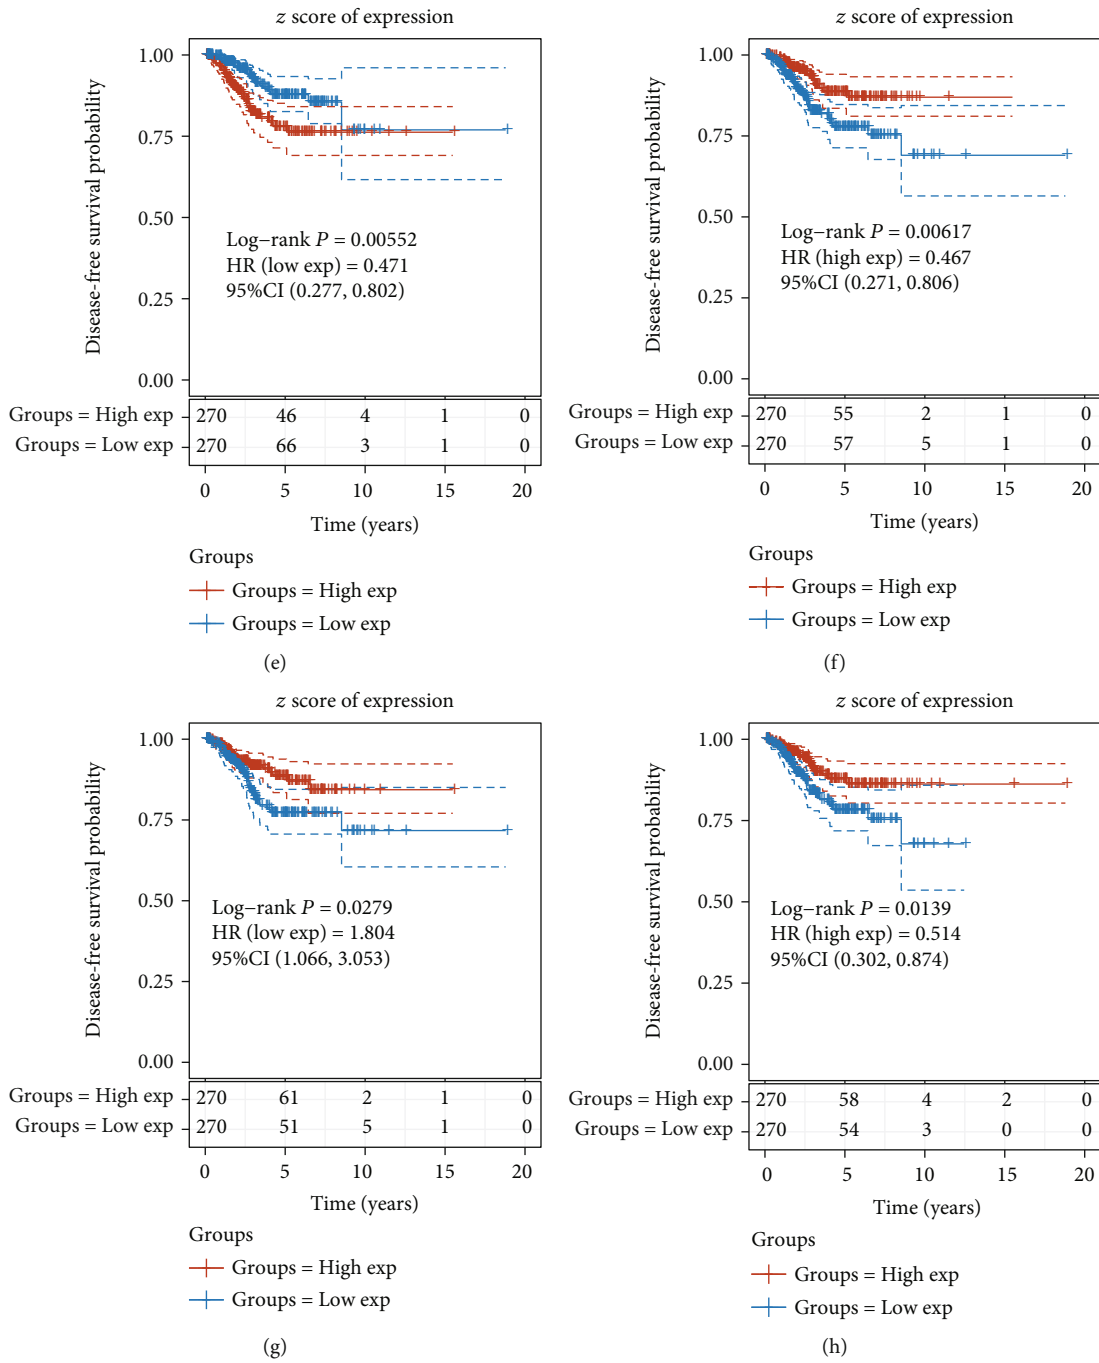 z score of expression
Disease-free survival probability
1.00
0.75
0.50
0.25
0.00
Log–rank P = 0.00552
HR (low exp) = 0.471
95%CI (0.277, 0.802)
Groups = High exp 270 46 4 1 0
Groups = Low exp 270 66 3 1 0
0 5 10 15 20
Time (years)
Groups
Groups = High exp
Groups = Low exp
(e)
z score of expression
Disease-free survival probability
1.00
0.75
0.50
0.25
0.00
Log–rank P = 0.00617
HR (high exp) = 0.467
95%CI (0.271, 0.806)
Groups = High exp 270 55 2 1 0
Groups = Low exp 270 57 5 1 0
0 5 10 15 20
Time (years)
Groups
Groups = High exp
Groups = Low exp
(f)
z score of expression
Disease-free survival probability
1.00
0.75
0.50
0.25
0.00
Log–rank P = 0.0279
HR (low exp) = 1.804
95%CI (1.066, 3.053)
Groups = High exp 270 61 2 1 0
Groups = Low exp 270 51 5 1 0
0 5 10 15 20
Time (years)
Groups
Groups = High exp
Groups = Low exp
(g)
z score of expression
Disease-free survival probability
1.00
0.75
0.50
0.25
0.00
Log–rank P = 0.0139
HR (high exp) = 0.514
95%CI (0.302, 0.874)
Groups = High exp 270 58 4 2 0
Groups = Low exp 270 54 3 0 0
0 5 10 15 20
Time (years)
Groups
Groups = High exp
Groups = Low exp
(h)